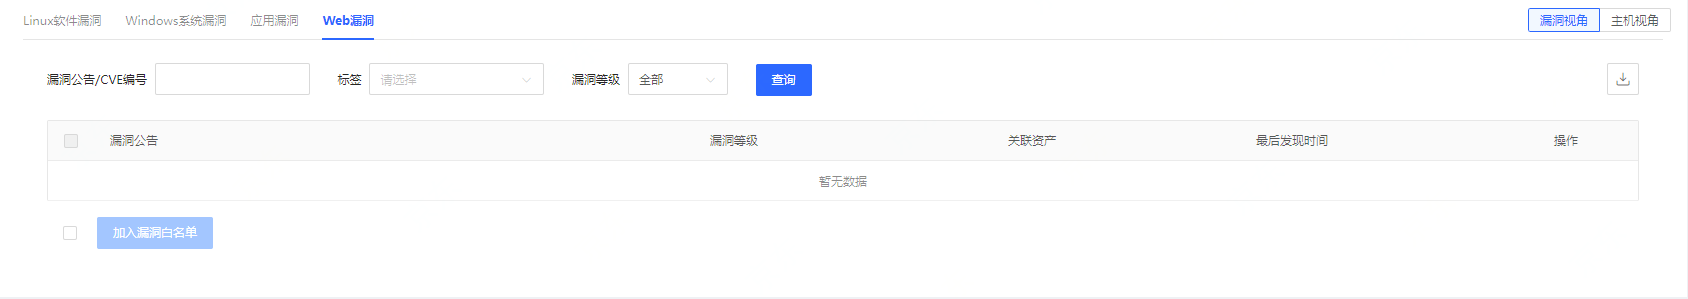 Linux软件漏洞 Windows系统漏洞 应用漏洞 Web漏洞 漏洞视角 主机视角
漏洞公告/CVE编号 标签 请选择 漏洞等级 全部 查询
漏洞公告 漏洞等级 关联资产 最后发现时间 操作
暂无数据
加入漏洞白名单